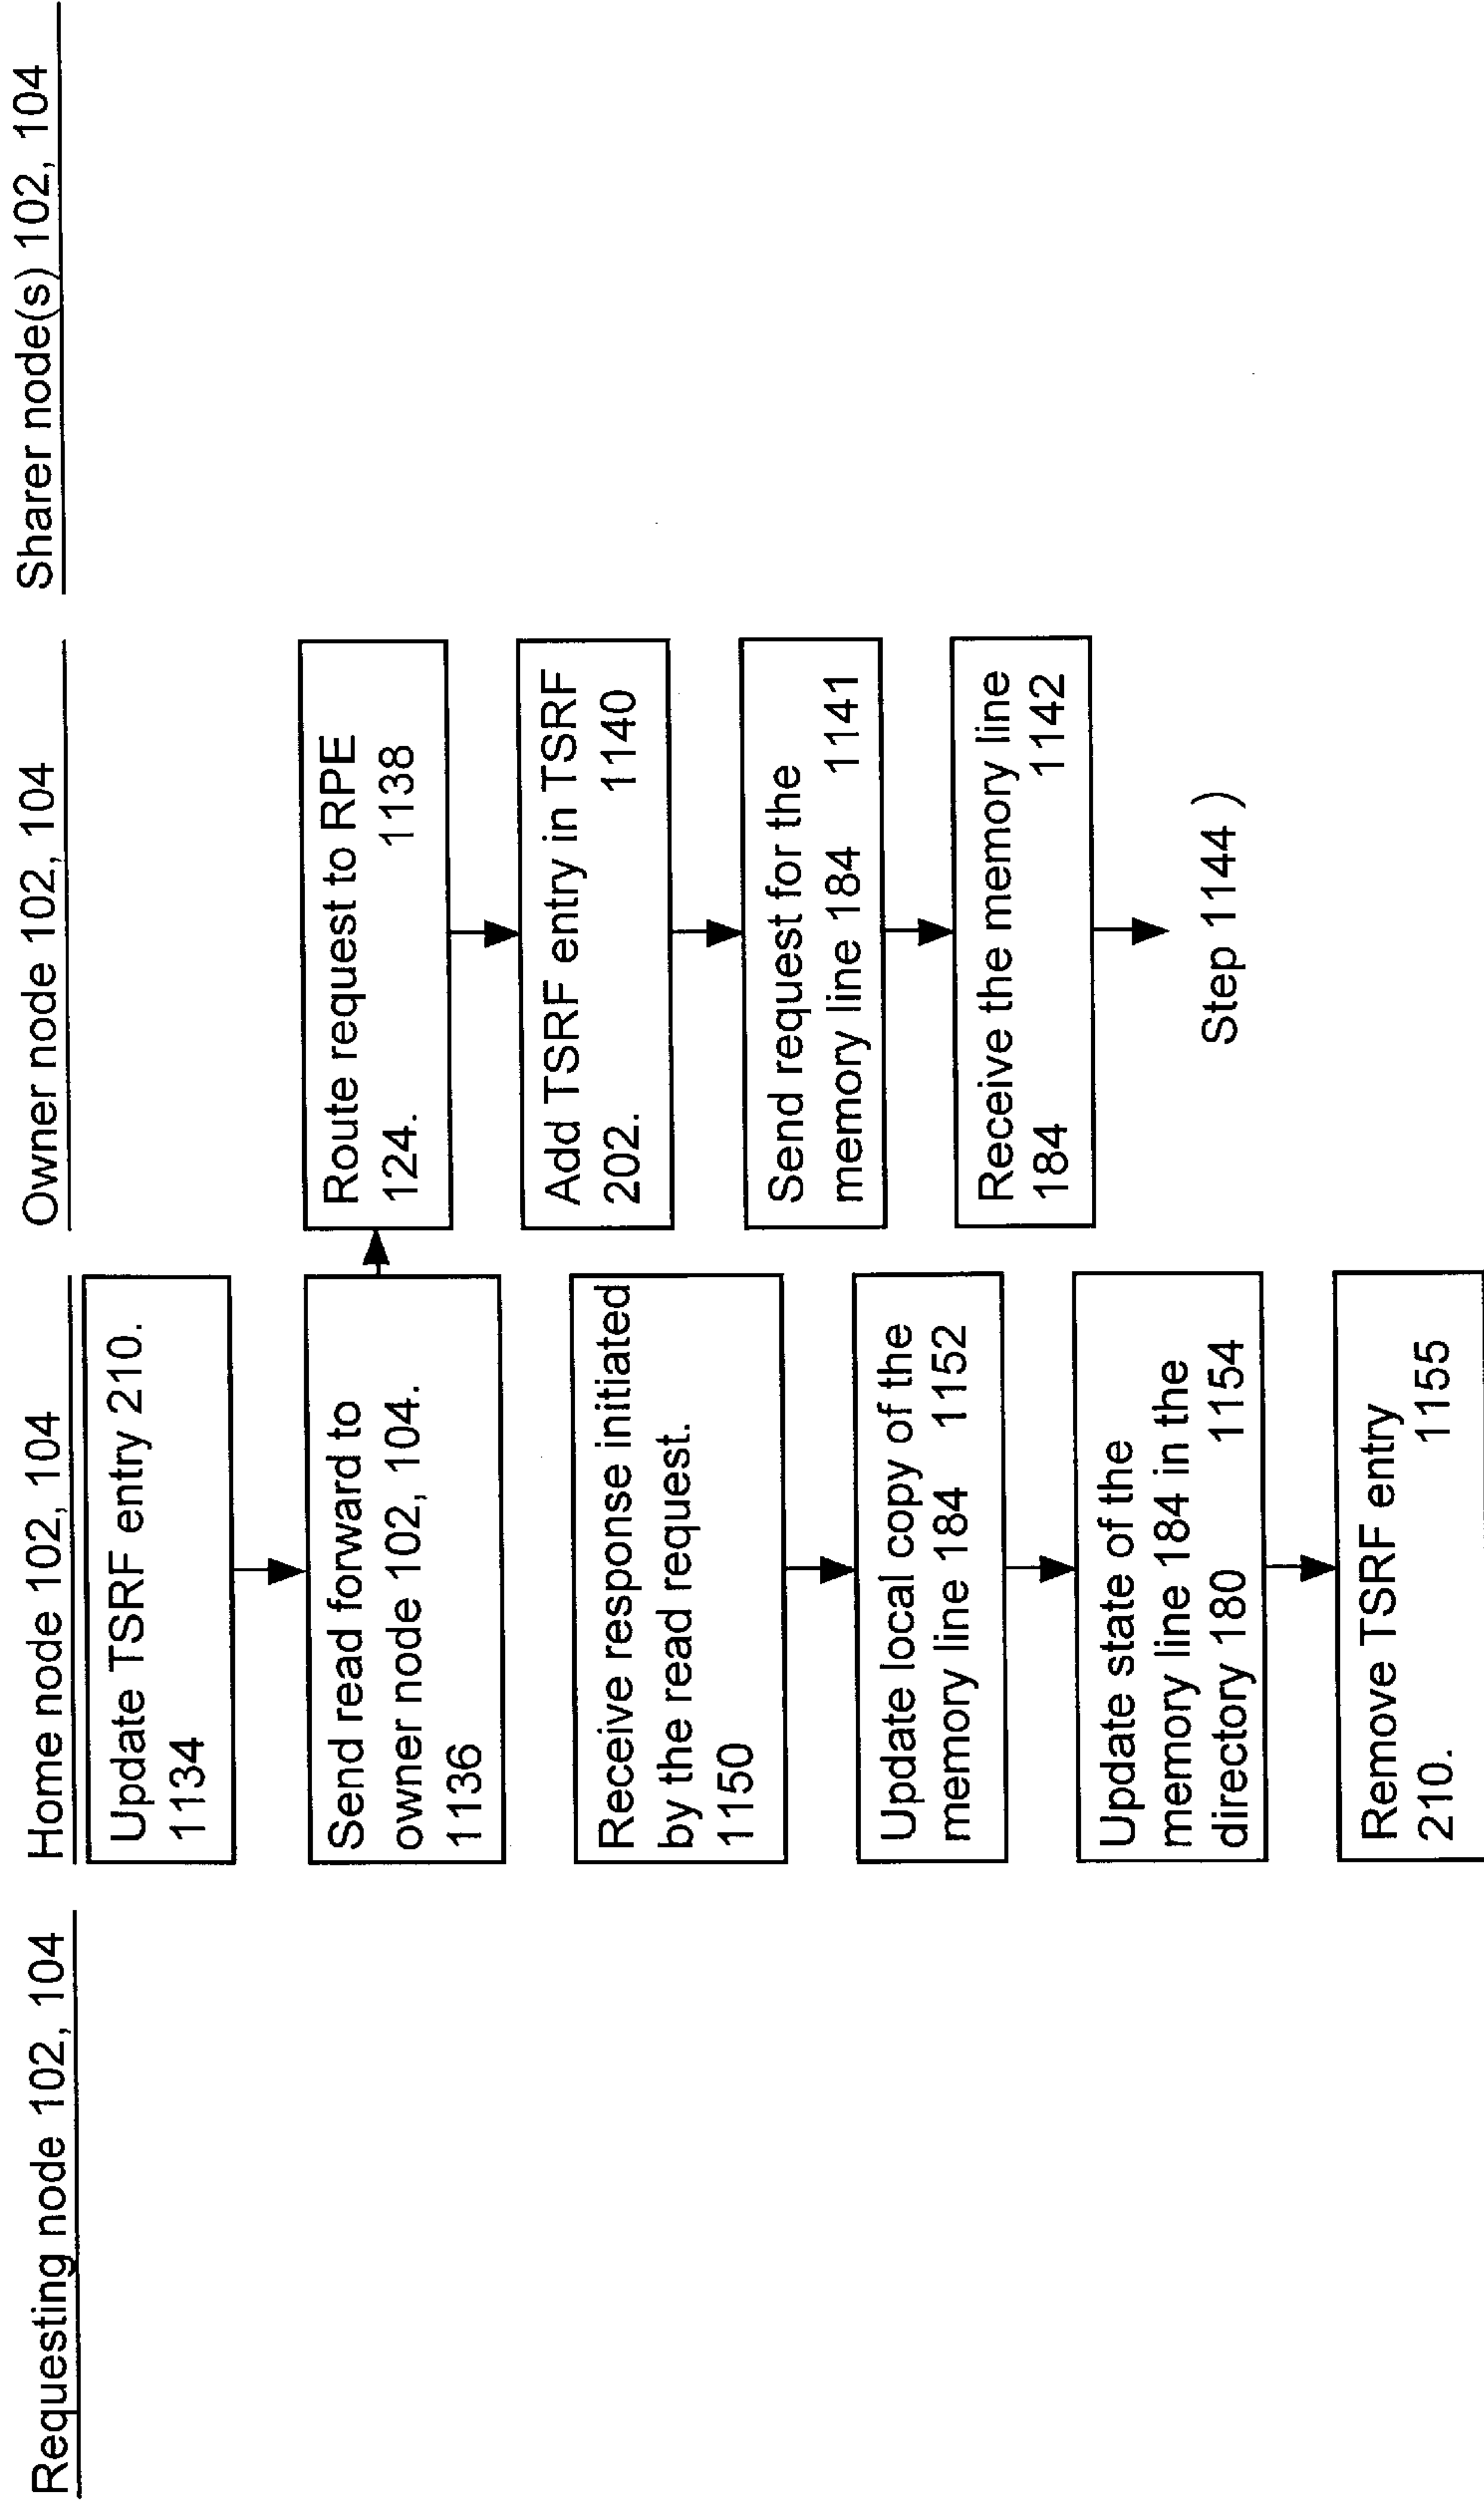 Requesting node 102, 104
Home node 102, 104
Owner node 102, 104
Sharer node(s) 102, 104
Update TSRF entry 210.
1134
Send read forward to
owner node 102, 104.
1136
Receive response initiated
by the read request.
1150
Update local copy of the
memory line 184 1152
Update state of the
memory line 184 in the
directory 180 1154
Remove TSRF entry
210. 1155
Route request to RPE
124. 1138
Add TSRF entry in TSRF
202. 1140
Send request for the
memory line 184 1141
Receive the memory line
184 1142
Step 1144 )